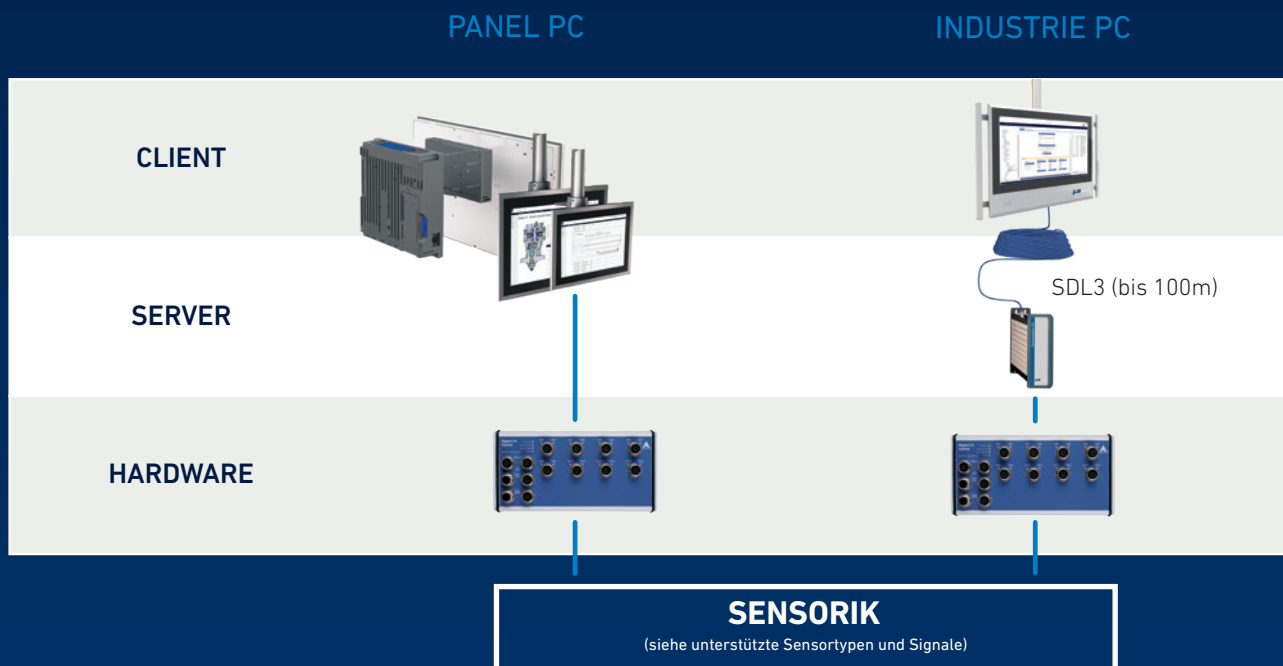 PANEL PC
INDUSTRIE PC
CLIENT
SERVER
SDL3 (bis 100m)
HARDWARE
SENSORIK
(siehe unterstützte Sensortypen und Signale)